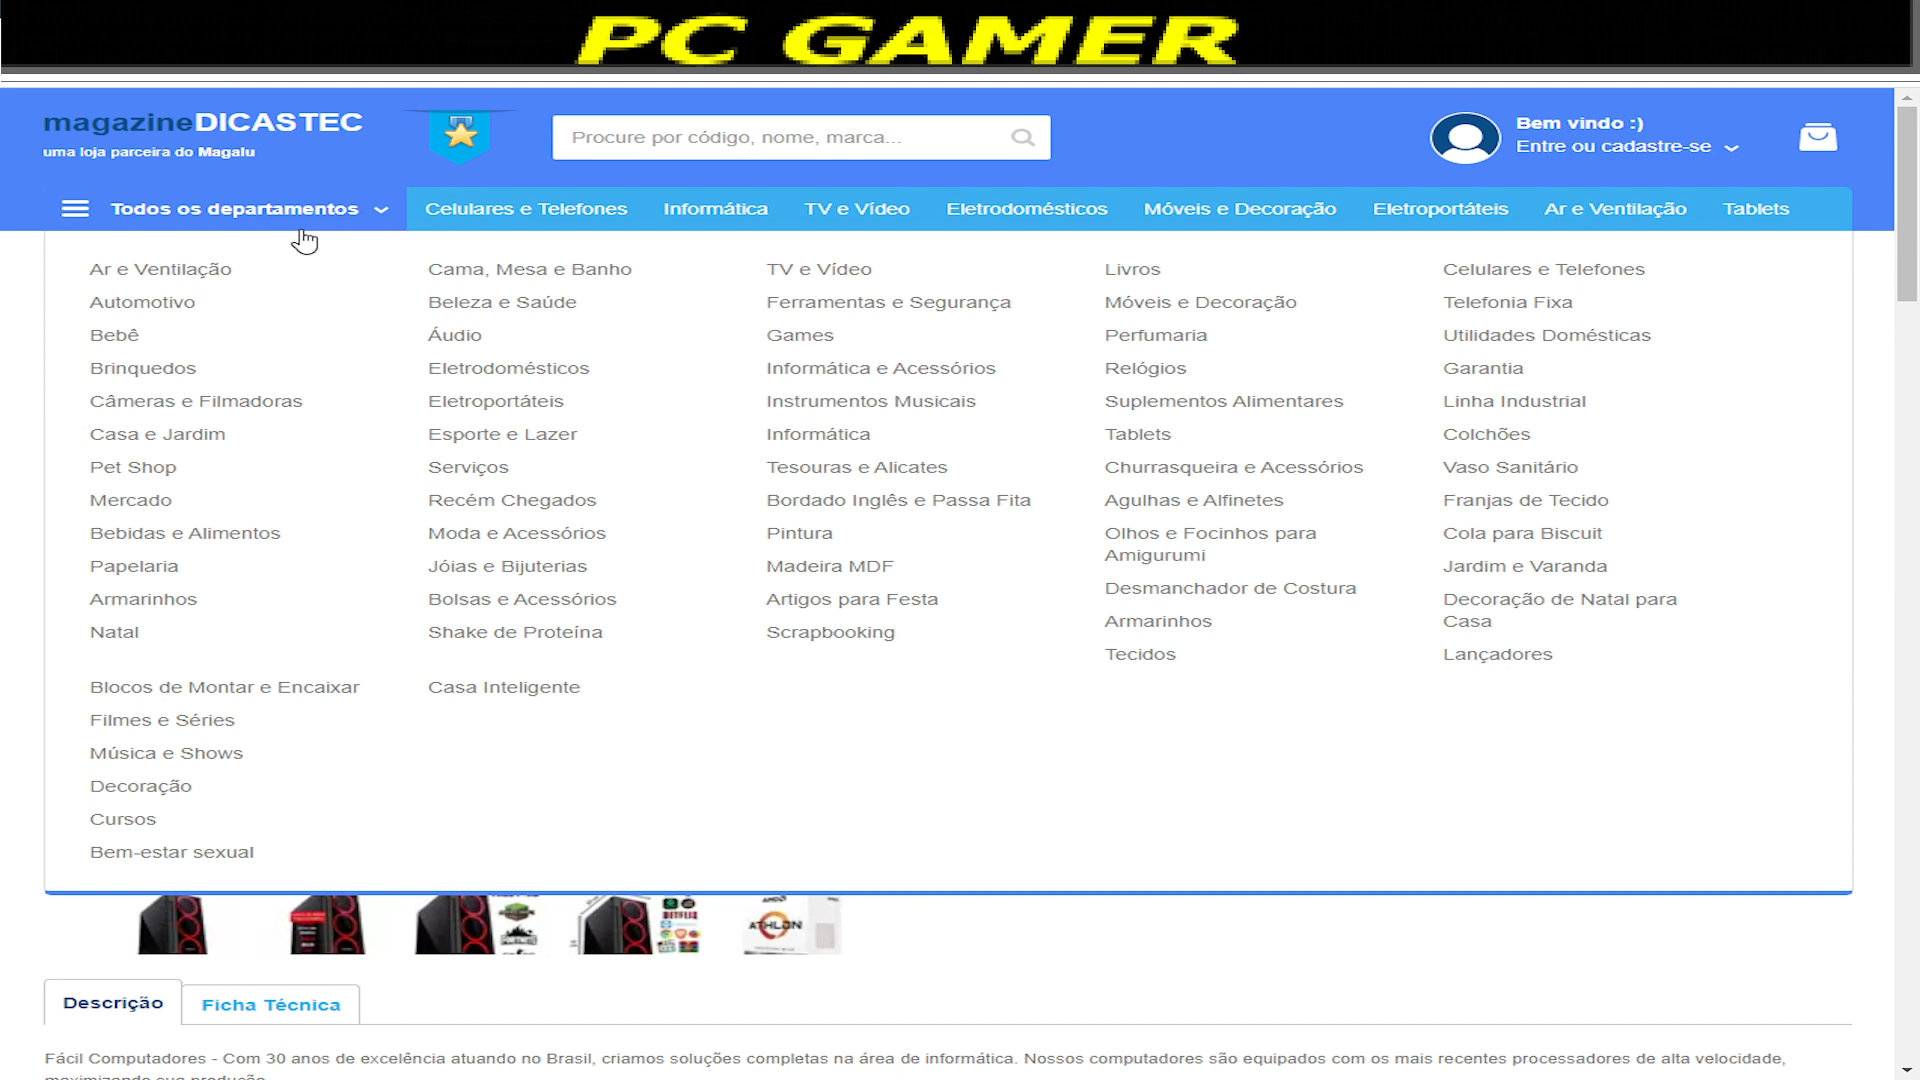 PC GAMER
magazineDICASTEC
uma loja parceira do Magalu
Procure por código, nome, marca...
Bem vindo :)
Entre ou cadastre-se
Todos os departamentos
Celulares e Telefones
Informática
TV e Vídeo
Eletrodomésticos
Móveis e Decoração
Eletroportáteis
Ar e Ventilação
Tablets
Ar e Ventilação
Automotivo
Bebê
Brinquedos
Câmeras e Filmadoras
Casa e Jardim
Pet Shop
Mercado
Bebidas e Alimentos
Papelaria
Armarinhos
Natal
Blocos de Montar e Encaixar
Filmes e Séries
Música e Shows
Decoração
Cursos
Bem-estar sexual
Cama, Mesa e Banho
Beleza e Saúde
Áudio
Eletrodomésticos
Eletroportáteis
Esporte e Lazer
Serviços
Recém Chegados
Moda e Acessórios
Jóias e Bijuterias
Bolsas e Acessórios
Shake de Proteína
Casa Inteligente
TV e Vídeo
Ferramentas e Segurança
Games
Informática e Acessórios
Instrumentos Musicais
Informática
Tesouras e Alicates
Bordado Inglês e Passa Fita
Pintura
Madeira MDF
Artigos para Festa
Scrapbooking
Livros
Móveis e Decoração
Perfumaria
Relógios
Suplementos Alimentares
Tablets
Churrasqueira e Acessórios
Agulhas e Alfinetes
Olhos e Focinhos para
Amigurumi
Desmanchador de Costura
Armarinhos
Tecidos
Celulares e Telefones
Telefonia Fixa
Utilidades Domésticas
Garantia
Linha Industrial
Colchões
Vaso Sanitário
Franjas de Tecido
Cola para Biscuit
Jardim e Varanda
Decoração de Natal para
Casa
Lançadores
NETFLIX
AMD
ATHLON
Descrição
Ficha Técnica
Fácil Computadores - Com 30 anos de excelência atuando no Brasil, criamos soluções completas na área de informática. Nossos computadores são equipados com os mais recentes processadores de alta velocidade,
maximizando sua produção